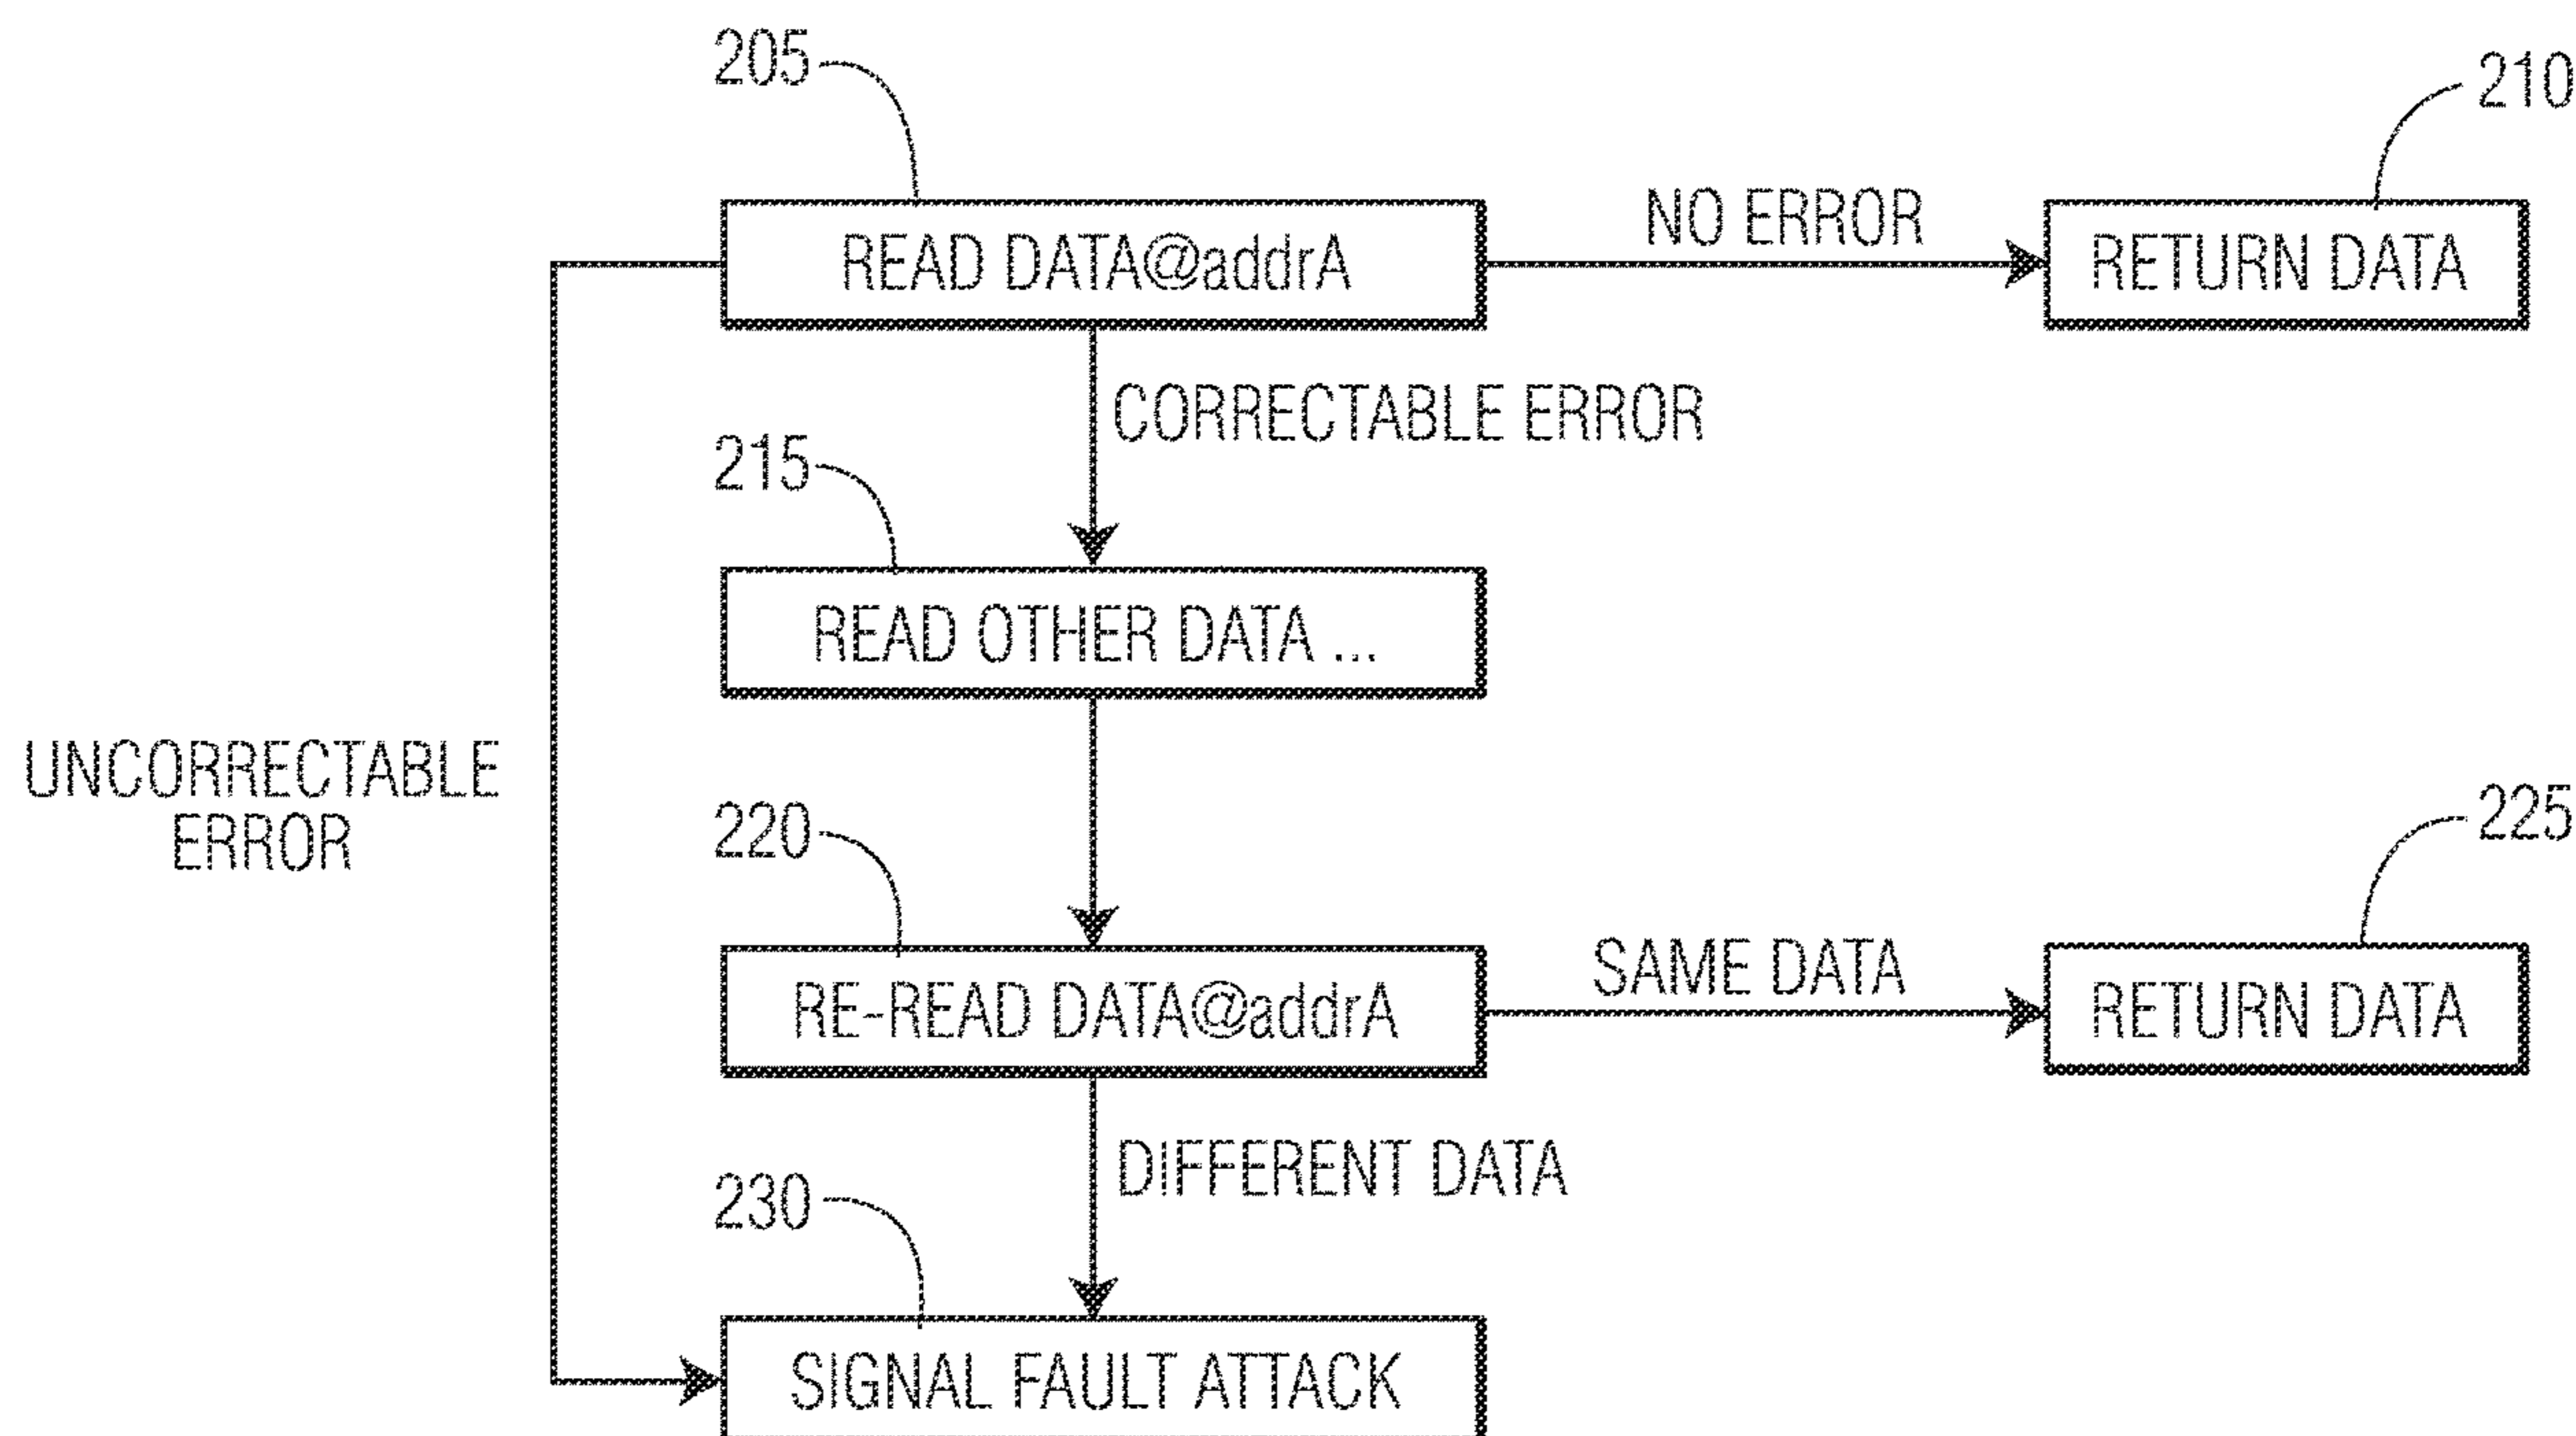 205
210
READ DATA@addrA
NO ERROR
RETURN DATA
CORRECTABLE ERROR
215
READ OTHER DATA ...
UNCORRECTABLE
ERROR
220
225
RE-READ DATA@addrA
SAME DATA
RETURN DATA
DIFFERENT DATA
230
SIGNAL FAULT ATTACK